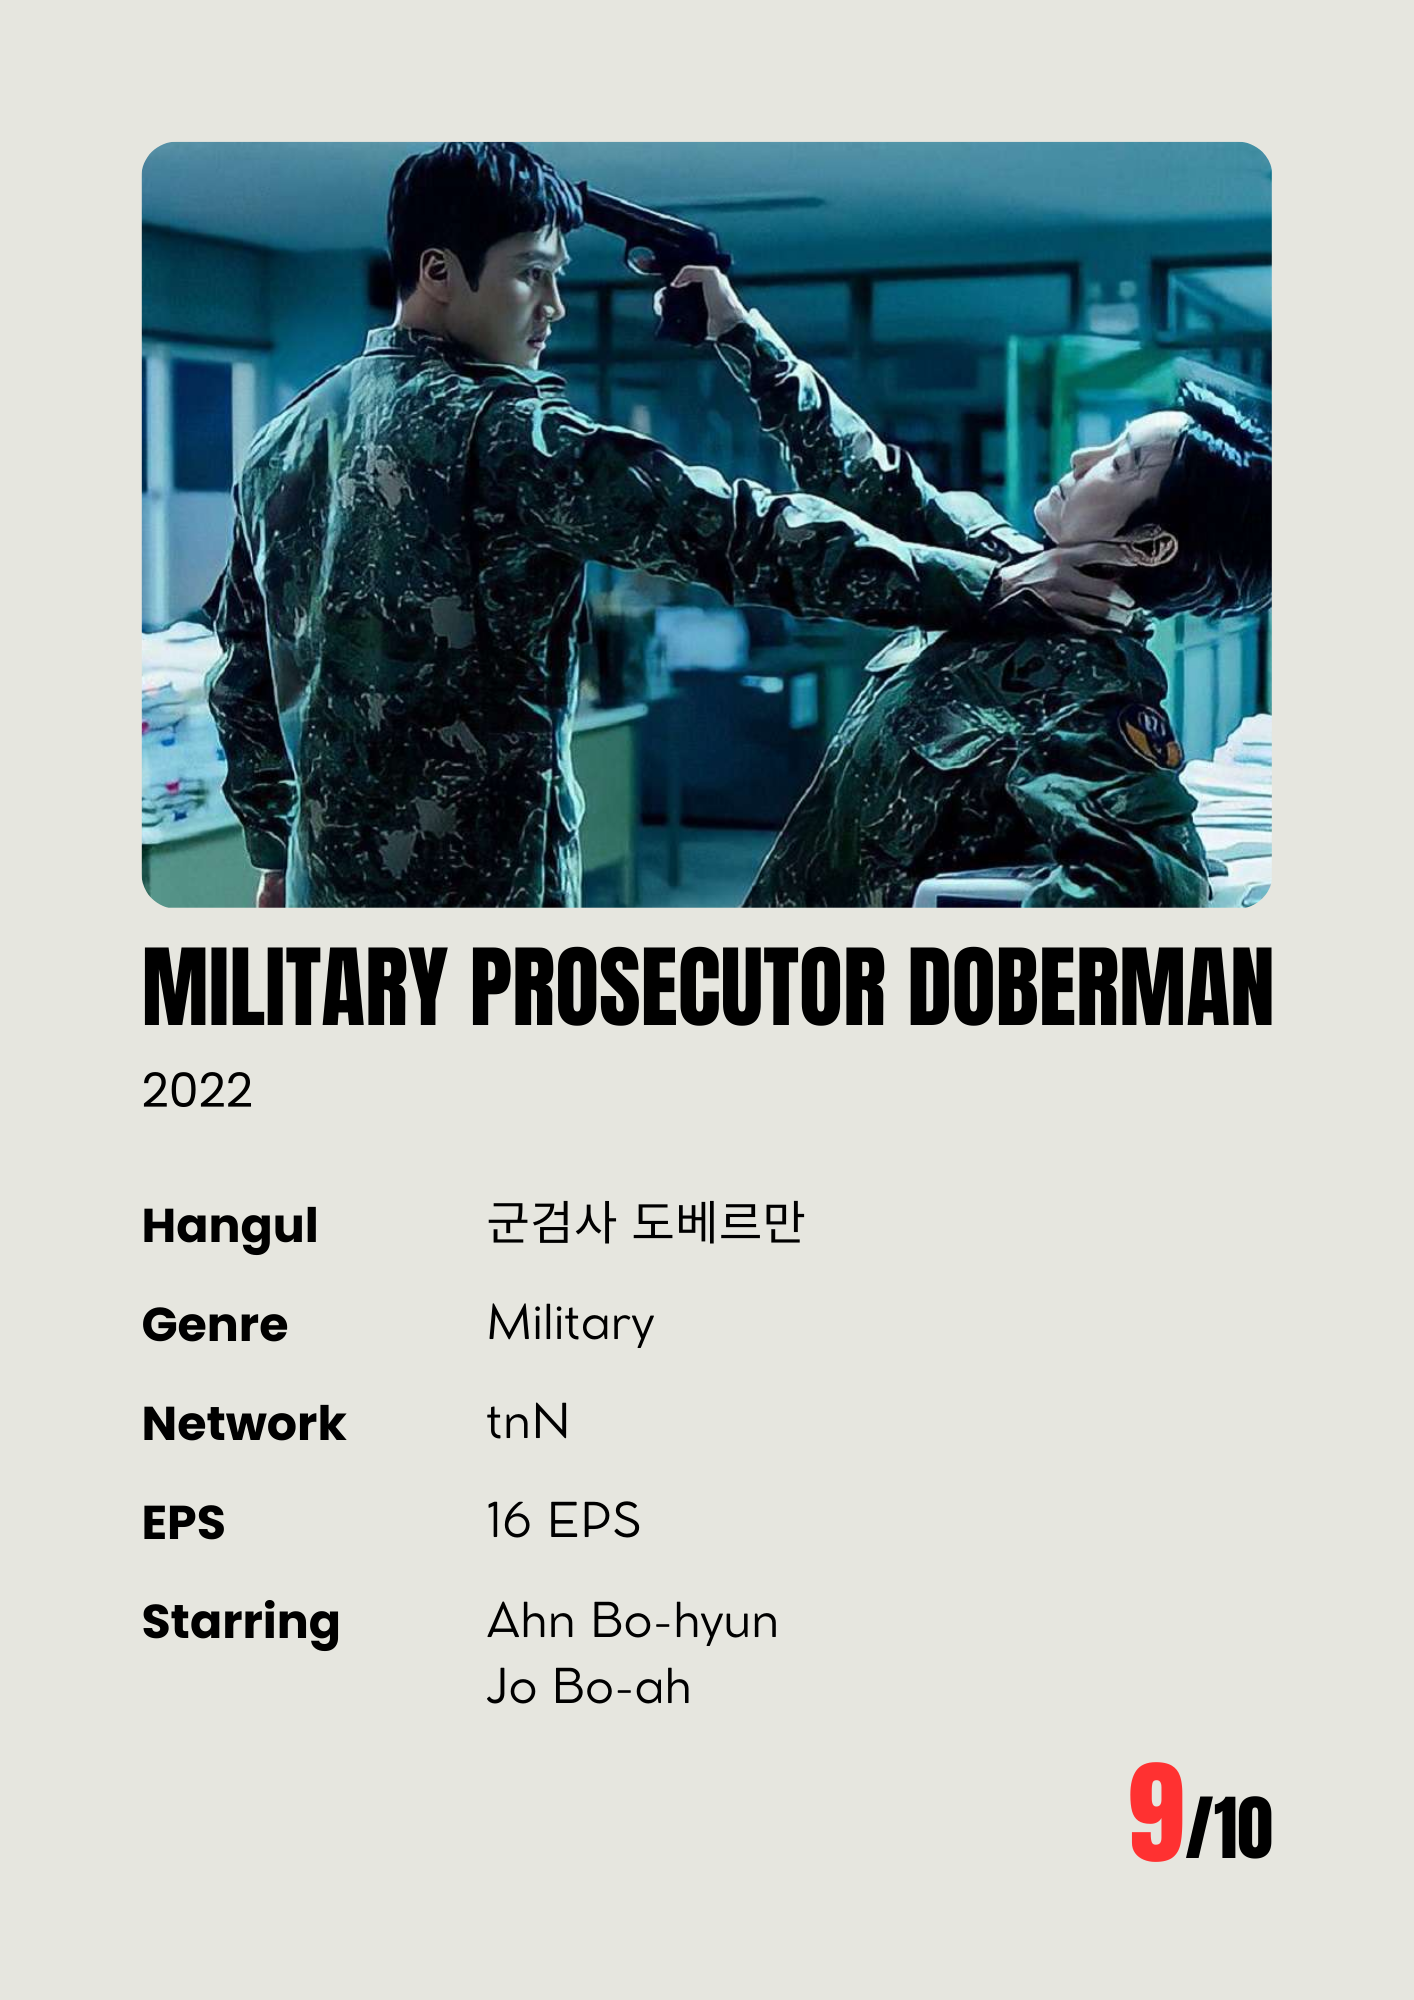 MILITARY PROSECUTOR DOBERMAN
2022
Hangul 군검사 도베르만
Genre Military
Network tnN
EPS 16 EPS
Starring Ahn Bo-hyun
Jo Bo-ah
9/10